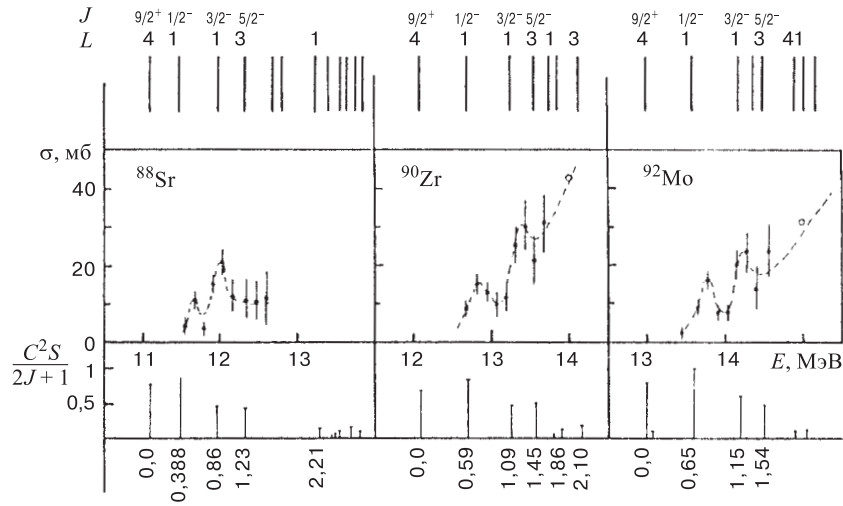 J 9/2⁺ 1/2⁻ 3/2⁻ 5/2⁻ 9/2⁺ 1/2⁻ 3/2⁻ 5/2⁻ 9/2⁺ 1/2⁻ 3/2⁻ 5/2⁻
L 4 1 1 3 1 4 1 1 3 1 3 4 1 1 3 41
σ, мб
⁸⁸Sr ⁹⁰Zr ⁹²Mo
40
20
0
11 12 13 12 13 14 13 14 E, МэВ
C²S
2J + 1
1
0,5
0,0 0,388 0,86 1,23 2,21 0,0 0,59 1,09 1,45 1,86 2,10 0,0 0,65 1,15 1,54